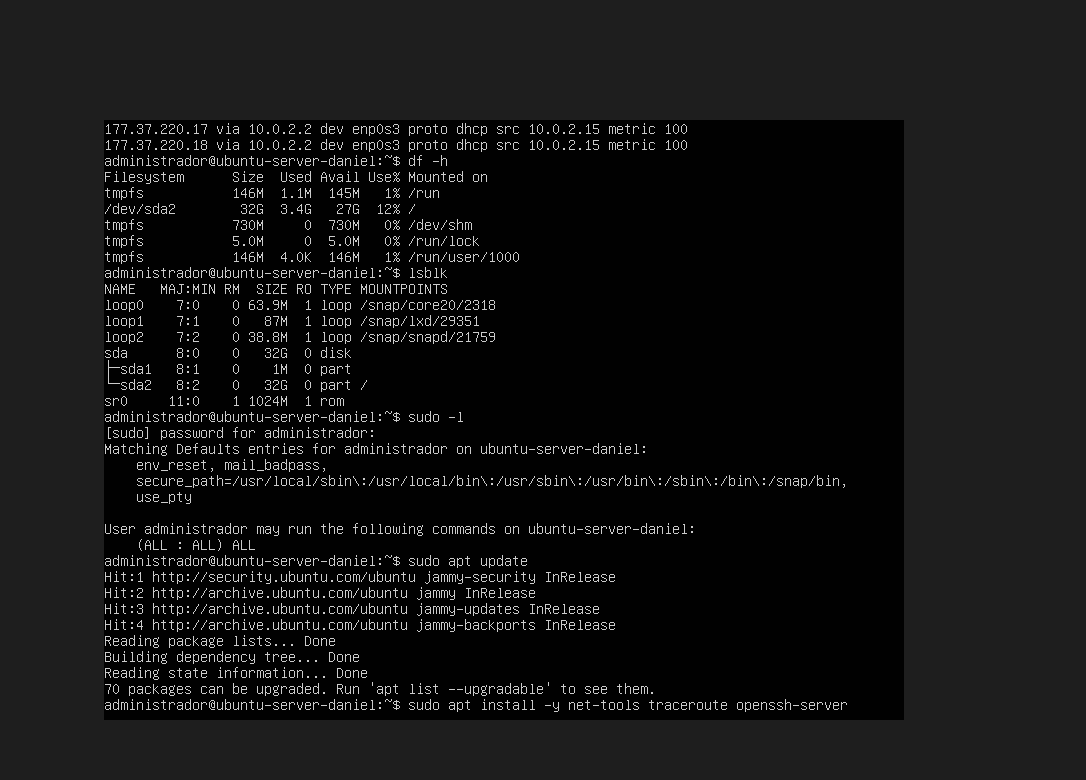 177.37.220.17 via 10.0.2.2 dev enp0s3 proto dhcp src 10.0.2.15 metric 100
177.37.220.18 via 10.0.2.2 dev enp0s3 proto dhcp src 10.0.2.15 metric 100
administrador@ubuntu-server-daniel:~$ df -h
Filesystem      Size  Used Avail Use% Mounted on
tmpfs           146M  1.1M  145M   1% /run
/dev/sda2        32G  3.4G   27G  12% /
tmpfs           730M     0  730M   0% /dev/shm
tmpfs           5.0M     0  5.0M   0% /run/lock
tmpfs           146M  4.0K  146M   1% /run/user/1000
administrador@ubuntu-server-daniel:~$ lsblk
NAME   MAJ:MIN RM  SIZE RO TYPE MOUNTPOINTS
loop0    7:0    0 63.9M  1 loop /snap/core20/2318
loop1    7:1    0   87M  1 loop /snap/lxd/29351
loop2    7:2    0 38.8M  1 loop /snap/snapd/21759
sda      8:0    0   32G  0 disk
├─sda1   8:1    0    1M  0 part
└─sda2   8:2    0   32G  0 part /
sr0     11:0    1 1024M  1 rom
administrador@ubuntu-server-daniel:~$ sudo -l
[sudo] password for administrador:
Matching Defaults entries for administrador on ubuntu-server-daniel:
    env_reset, mail_badpass,
    secure_path=/usr/local/sbin\:/usr/local/bin\:/usr/sbin\:/usr/bin\:/sbin\:/bin\:/snap/bin,
    use_pty

User administrador may run the following commands on ubuntu-server-daniel:
    (ALL : ALL) ALL
administrador@ubuntu-server-daniel:~$ sudo apt update
Hit:1 http://security.ubuntu.com/ubuntu jammy-security InRelease
Hit:2 http://archive.ubuntu.com/ubuntu jammy InRelease
Hit:3 http://archive.ubuntu.com/ubuntu jammy-updates InRelease
Hit:4 http://archive.ubuntu.com/ubuntu jammy-backports InRelease
Reading package lists... Done
Building dependency tree... Done
Reading state information... Done
70 packages can be upgraded. Run 'apt list --upgradable' to see them.
administrador@ubuntu-server-daniel:~$ sudo apt install -y net-tools traceroute openssh-server